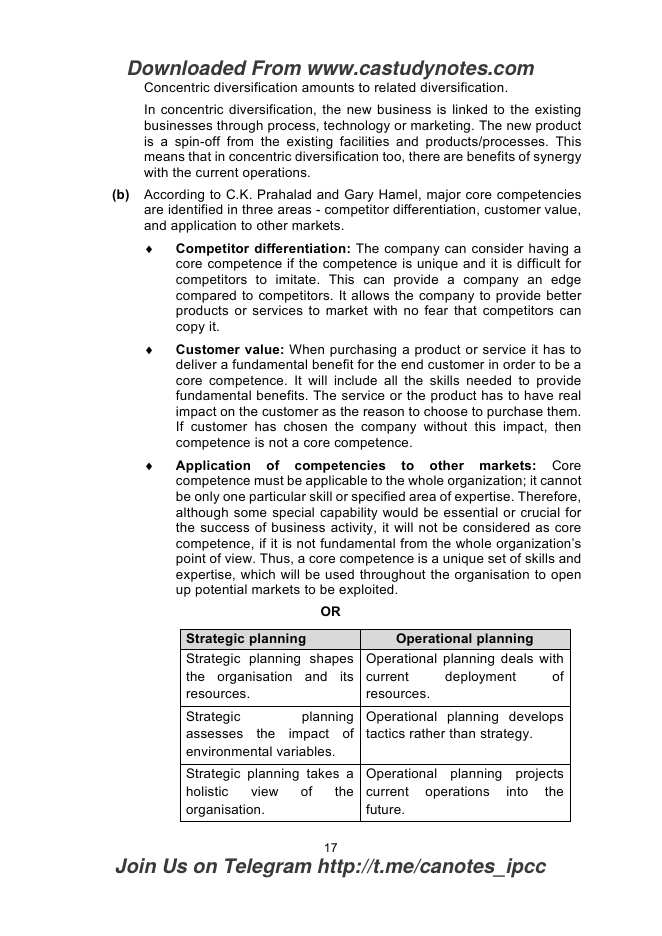 Downloaded From www.castudynotes.com
Concentric diversification amounts to related diversification.
In concentric diversification, the new business is linked to the existing
businesses through process, technology or marketing. The new product
is a spin-off from the existing facilities and products/processes. This
means that in concentric diversification too, there are benefits of synergy
with the current operations.
(b) According to C.K. Prahalad and Gary Hamel, major core competencies
are identified in three areas - competitor differentiation, customer value,
and application to other markets.
♦ Competitor differentiation: The company can consider having a
core competence if the competence is unique and it is difficult for
competitors to imitate. This can provide a company an edge
compared to competitors. It allows the company to provide better
products or services to market with no fear that competitors can
copy it.
♦ Customer value: When purchasing a product or service it has to
deliver a fundamental benefit for the end customer in order to be a
core competence. It will include all the skills needed to provide
fundamental benefits. The service or the product has to have real
impact on the customer as the reason to choose to purchase them.
If customer has chosen the company without this impact, then
competence is not a core competence.
♦ Application of competencies to other markets: Core
competence must be applicable to the whole organization; it cannot
be only one particular skill or specified area of expertise. Therefore,
although some special capability would be essential or crucial for
the success of business activity, it will not be considered as core
competence, if it is not fundamental from the whole organization's
point of view. Thus, a core competence is a unique set of skills and
expertise, which will be used throughout the organisation to open
up potential markets to be exploited.
OR
Strategic planning
Operational planning
Strategic planning shapes
the organisation and its
resources.
Operational planning deals with
current deployment of
resources.
Strategic planning
assesses the impact of
environmental variables.
Operational planning develops
tactics rather than strategy.
Strategic planning takes a
holistic view of the
organisation.
Operational planning projects
current operations into the
future.
17
Join Us on Telegram http://t.me/canotes_ipcc